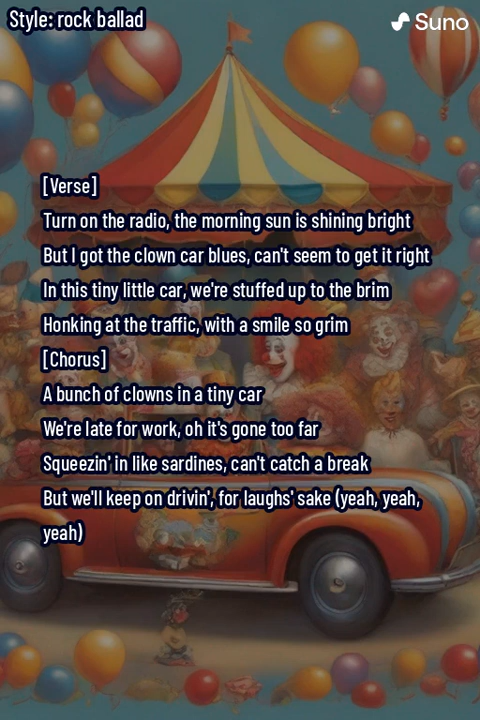 Style: rock ballad
Suno
[Verse]
Turn on the radio, the morning sun is shining bright
But I got the clown car blues, can't seem to get it right
In this tiny little car, we're stuffed up to the brim
Honking at the traffic, with a smile so grim
[Chorus]
A bunch of clowns in a tiny car
We're late for work, oh it's gone too far
Squeezin' in like sardines, can't catch a break
But we'll keep on drivin', for laughs' sake (yeah, yeah,
yeah)